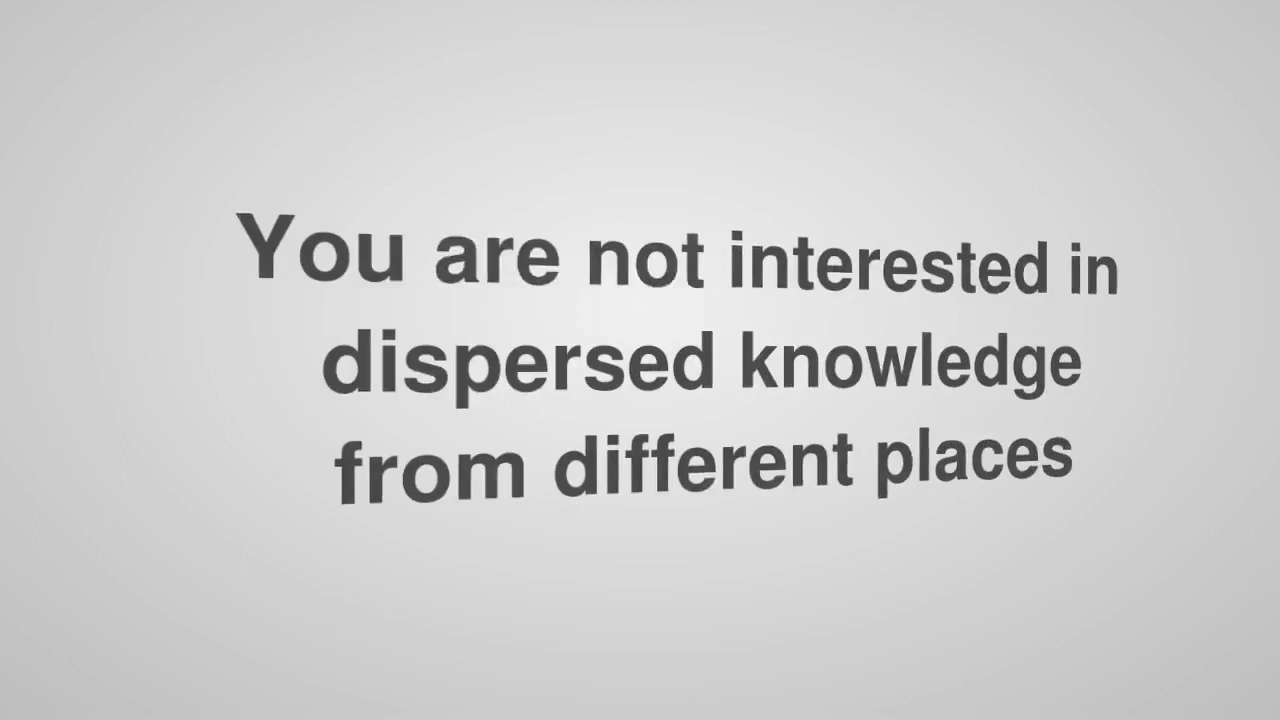 You are not interested in
dispersed knowledge
from different places